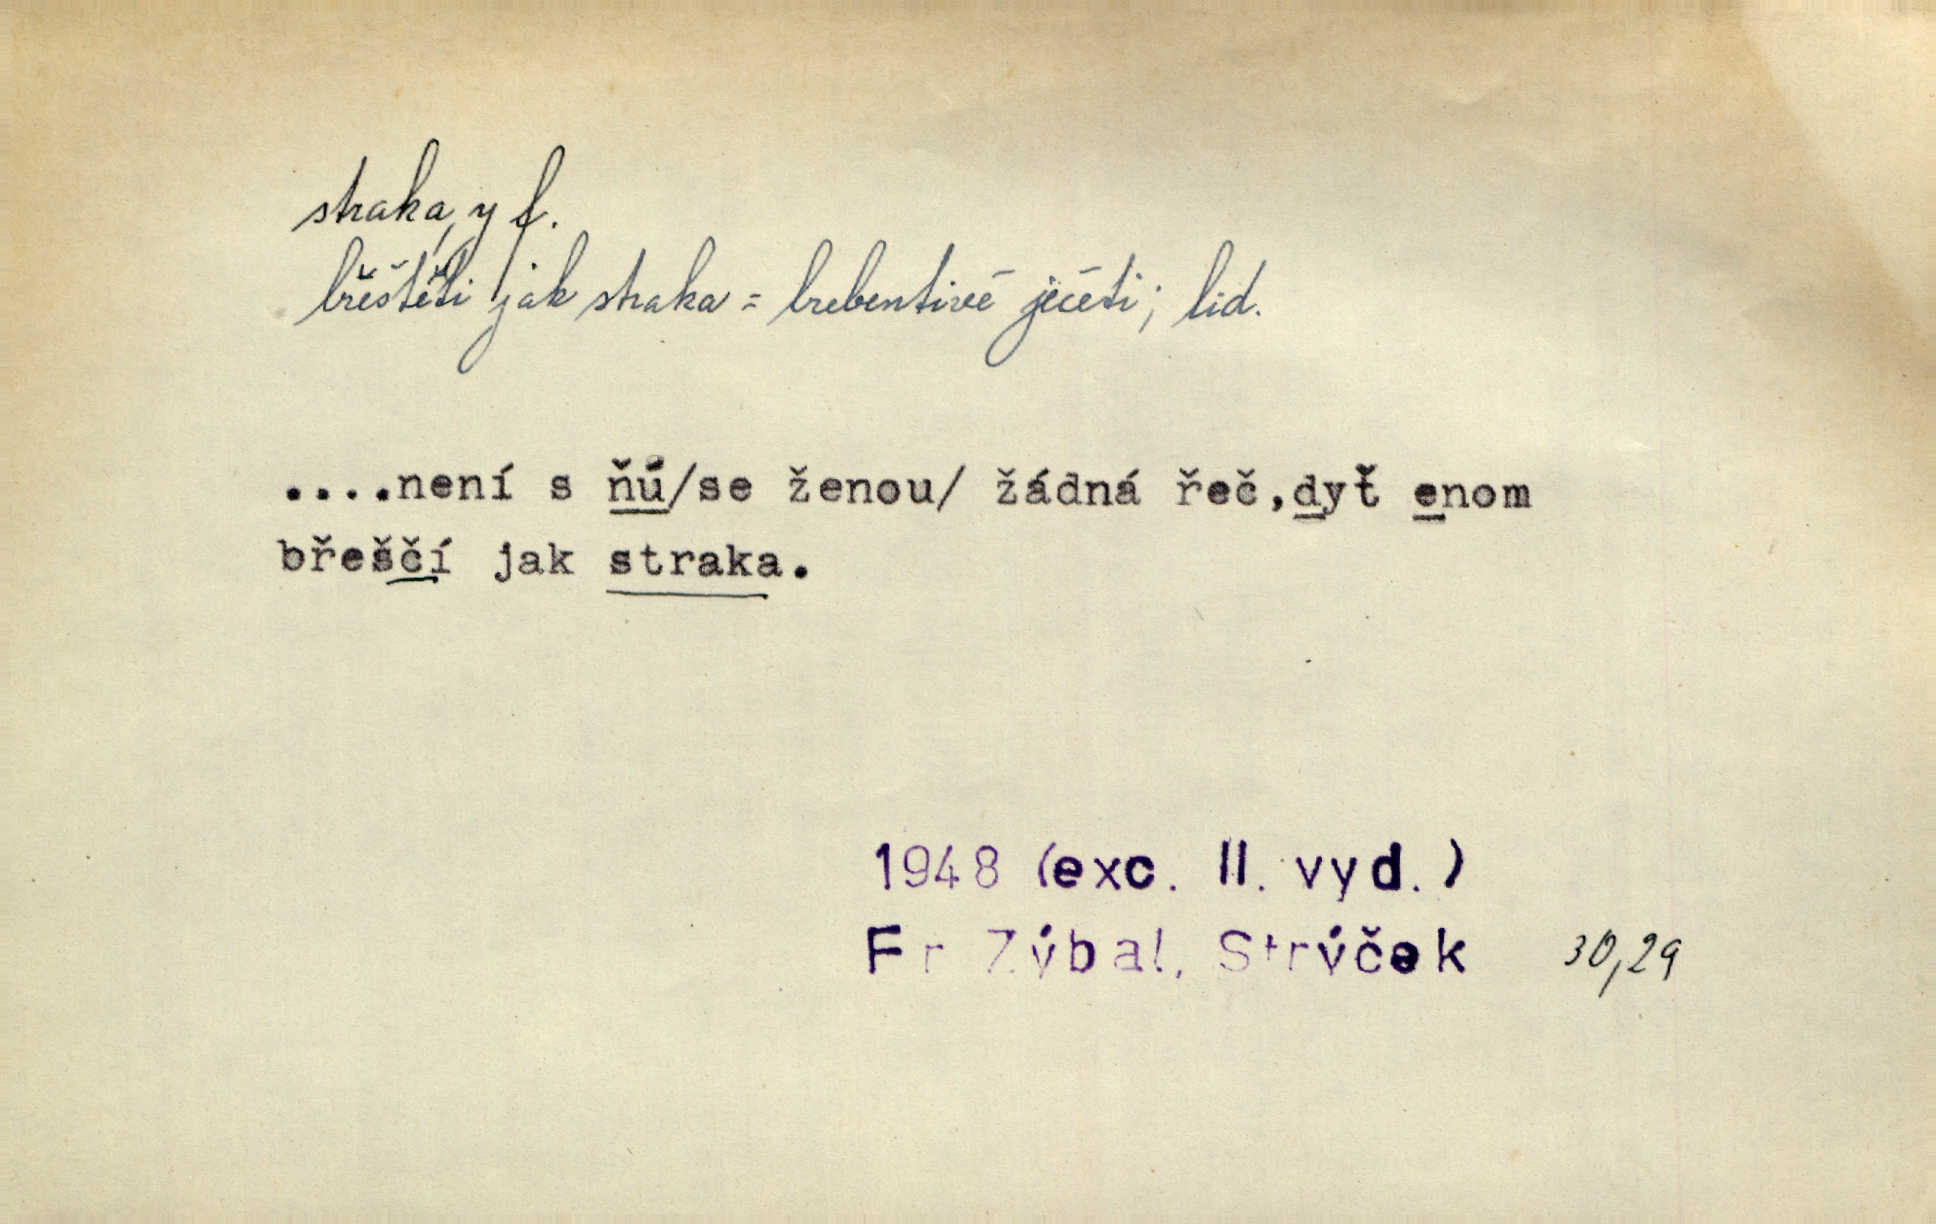 straka, y f.
břeštěti jak straka = brebentivě ječeti; lid.
....není s ňú/se ženou/ žádná řeč,dyť enom
břeščí jak straka.
1948 (exc. II. vyd.)
Fr Zýbal, Strýček 30,29